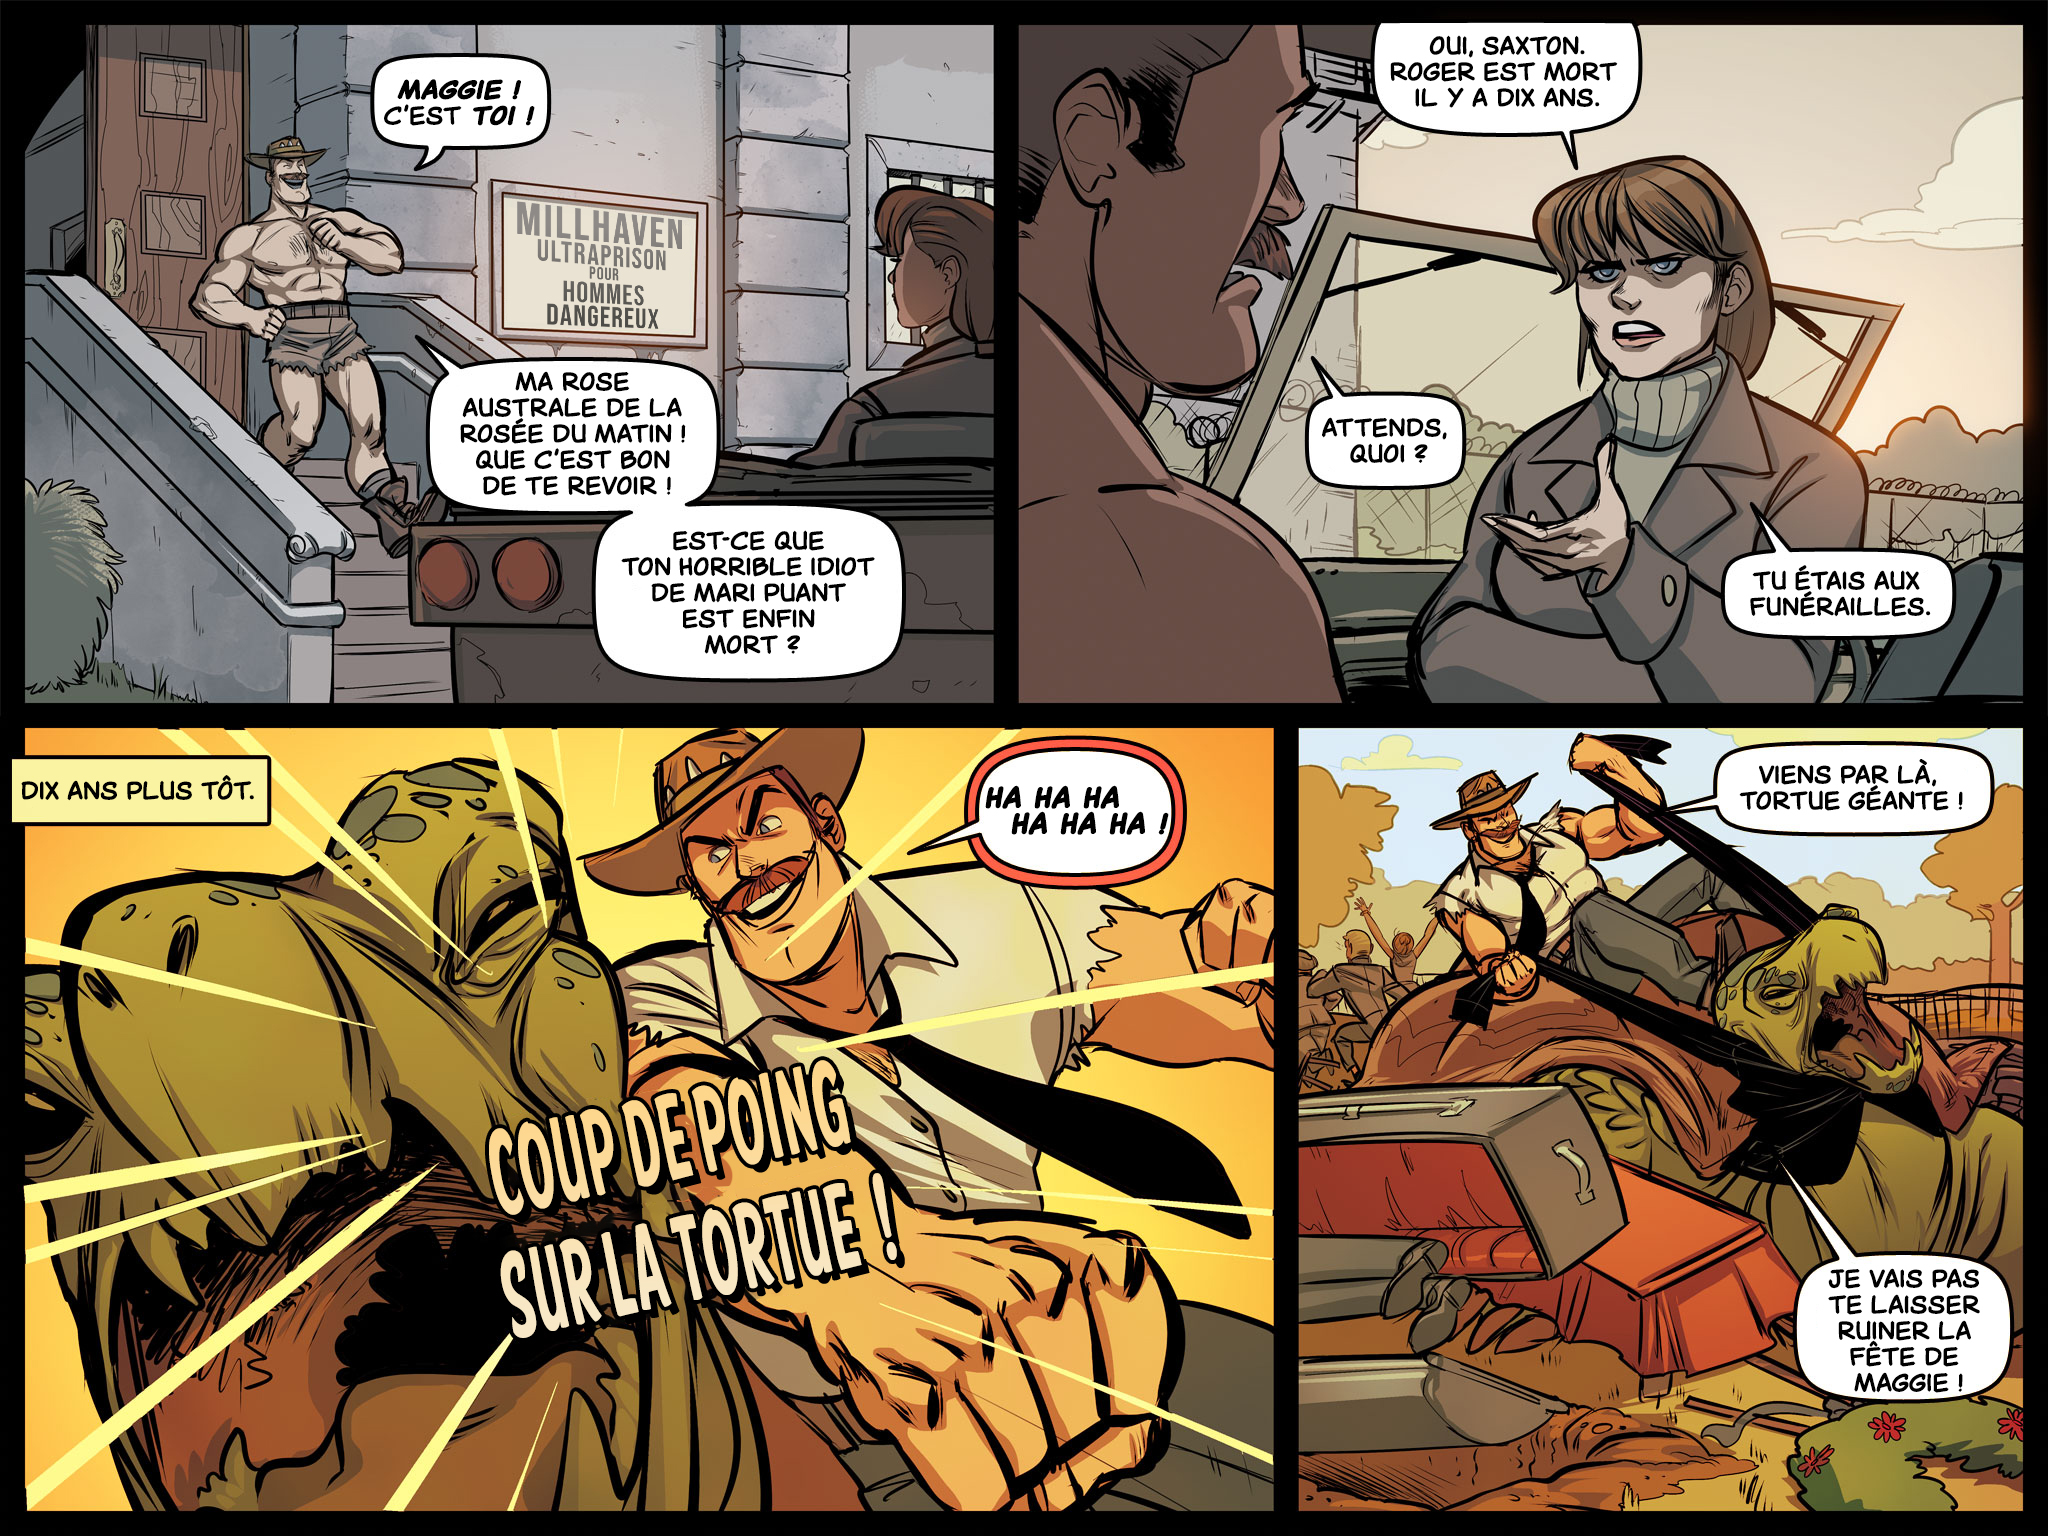 MAGGIE !
C'EST TOI !
MILLHAVEN
ULTRAPRISON
POUR
HOMMES
DANGEREUX
MA ROSE
AUSTRALE DE LA
ROSÉE DU MATIN !
QUE C'EST BON
DE TE REVOIR !
EST-CE QUE
TON HORRIBLE IDIOT
DE MARI PUANT
EST ENFIN
MORT ?
OUI, SAXTON.
ROGER EST MORT
IL Y A DIX ANS.
ATTENDS,
QUOI ?
TU ÉTAIS AUX
FUNÉRAILLES.
DIX ANS PLUS TÔT.
HA HA HA
HA HA HA !
COUP DE POING
SUR LA TORTUE !
VIENS PAR LÀ,
TORTUE GÉANTE !
JE VAIS PAS
TE LAISSER
RUINER LA
FÊTE DE
MAGGIE !